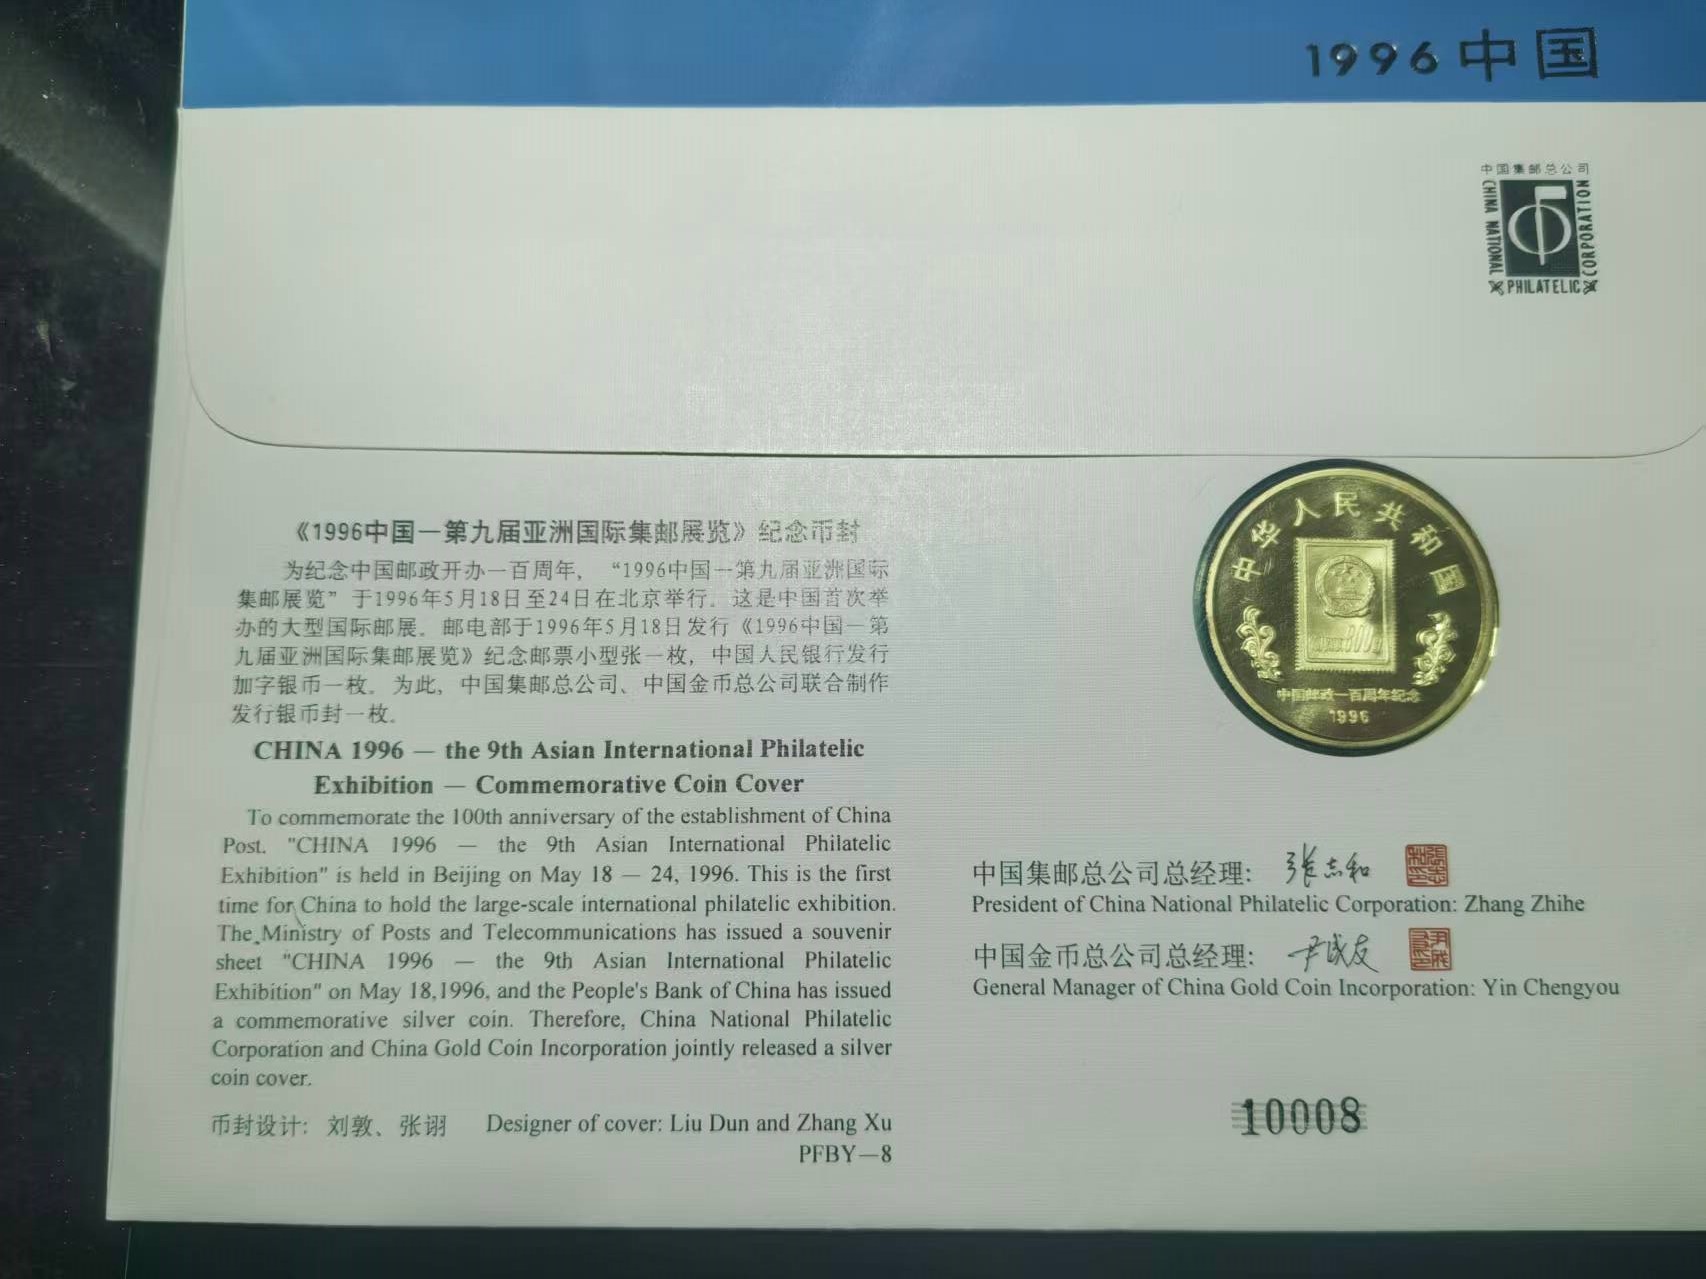 1996中国
中国集邮总公司
CHINA NATIONAL
PHILATELIC
CORPORATION
《1996中国－第九届亚洲国际集邮展览》纪念币封
为纪念中国邮政开办一百周年，“1996中国－第九届亚洲国际
集邮展览”于1996年5月18日至24日在北京举行。这是中国首次举
办的大型国际邮展。邮电部于1996年5月18日发行《1996中国－第
九届亚洲国际集邮展览》纪念邮票小型张一枚，中国人民银行发行
加字银币一枚。为此，中国集邮总公司、中国金币总公司联合制作
发行银币封一枚。
CHINA 1996 — the 9th Asian International Philatelic
Exhibition — Commemorative Coin Cover
To commemorate the 100th anniversary of the establishment of China
Post. "CHINA 1996 — the 9th Asian International Philatelic
Exhibition" is held in Beijing on May 18 — 24, 1996. This is the first
time for China to hold the large-scale international philatelic exhibition.
The Ministry of Posts and Telecommunications has issued a souvenir
sheet "CHINA 1996 — the 9th Asian International Philatelic
Exhibition" on May 18,1996, and the People's Bank of China has issued
a commemorative silver coin. Therefore, China National Philatelic
Corporation and China Gold Coin Incorporation jointly released a silver
coin cover.
币封设计：刘敦、张诩 Designer of cover: Liu Dun and Zhang Xu
PFBY—8
中华人民共和国
中国邮政一百周年纪念
1996
中国集邮总公司总经理：张志和
President of China National Philatelic Corporation: Zhang Zhihe
中国金币总公司总经理：尹成友
General Manager of China Gold Coin Incorporation: Yin Chengyou
10008